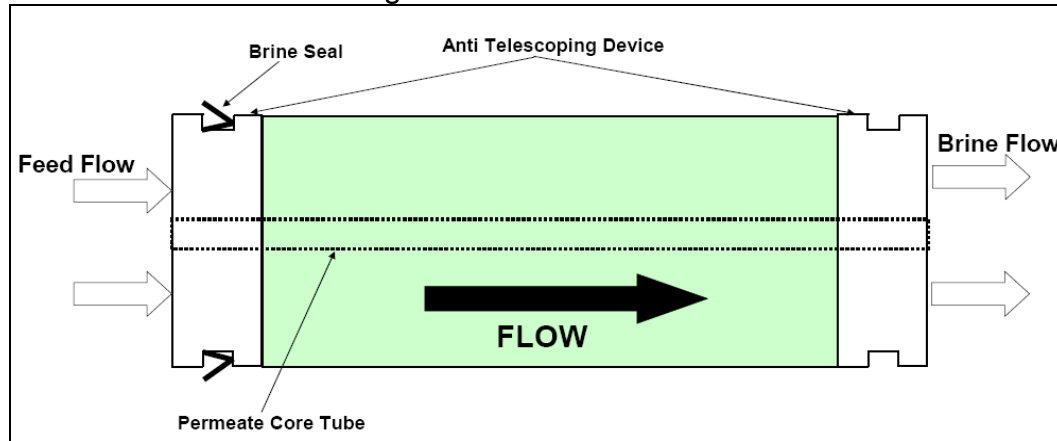 Brine Seal
Anti Telescoping Device
Feed Flow
Brine Flow
FLOW
Permeate Core Tube